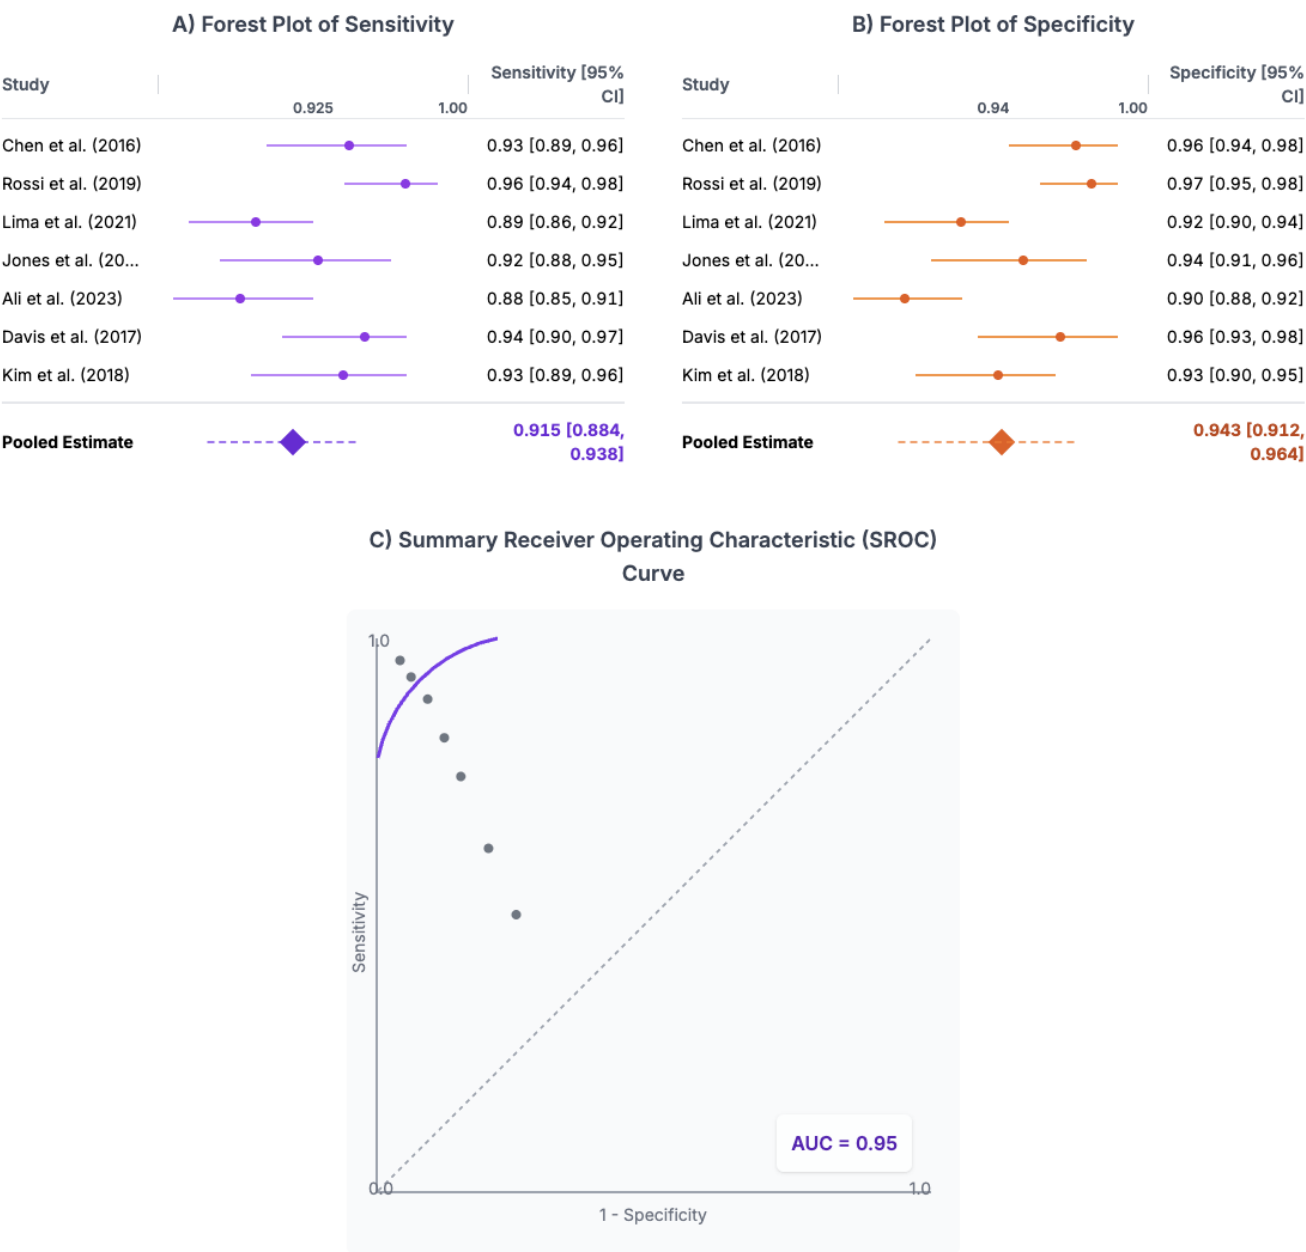 A) Forest Plot of Sensitivity
Study
Sensitivity [95%
CI]
0.925 1.00
Chen et al. (2016) 0.93 [0.89, 0.96]
Rossi et al. (2019) 0.96 [0.94, 0.98]
Lima et al. (2021) 0.89 [0.86, 0.92]
Jones et al. (20... 0.92 [0.88, 0.95]
Ali et al. (2023) 0.88 [0.85, 0.91]
Davis et al. (2017) 0.94 [0.90, 0.97]
Kim et al. (2018) 0.93 [0.89, 0.96]
Pooled Estimate 0.915 [0.884,
0.938]
B) Forest Plot of Specificity
Study
Specificity [95%
CI]
0.94 1.00
Chen et al. (2016) 0.96 [0.94, 0.98]
Rossi et al. (2019) 0.97 [0.95, 0.98]
Lima et al. (2021) 0.92 [0.90, 0.94]
Jones et al. (20... 0.94 [0.91, 0.96]
Ali et al. (2023) 0.90 [0.88, 0.92]
Davis et al. (2017) 0.96 [0.93, 0.98]
Kim et al. (2018) 0.93 [0.90, 0.95]
Pooled Estimate 0.943 [0.912,
0.964]
C) Summary Receiver Operating Characteristic (SROC)
Curve
1.0
Sensitivity
AUC = 0.95
0.0 1.0
1 - Specificity